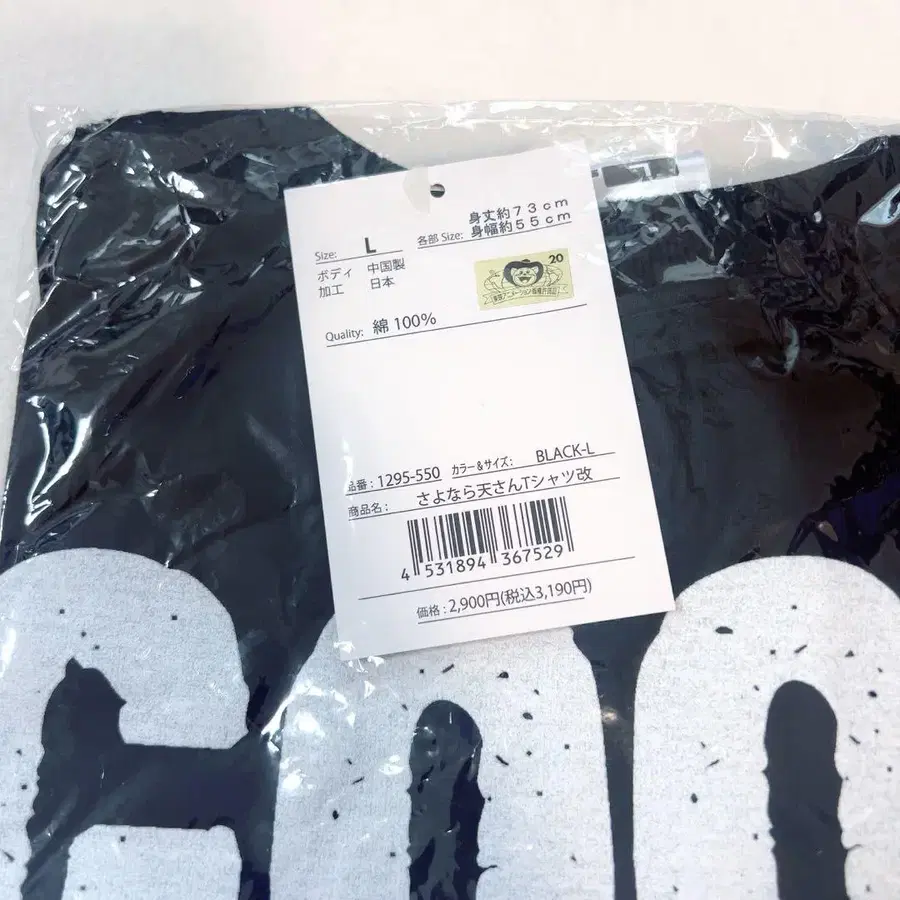 Size: L 各部 Size: 身丈約73cm
身幅約55cm
ボディ 中国製
加工 日本
20
Quality: 綿 100%
品番 : 1295-550 カラー&サイズ: BLACK-L
商品名 : さよなら天さんTシャツ改
4 531894 367529
価格 : 2,900円(税込3,190円)
GOO